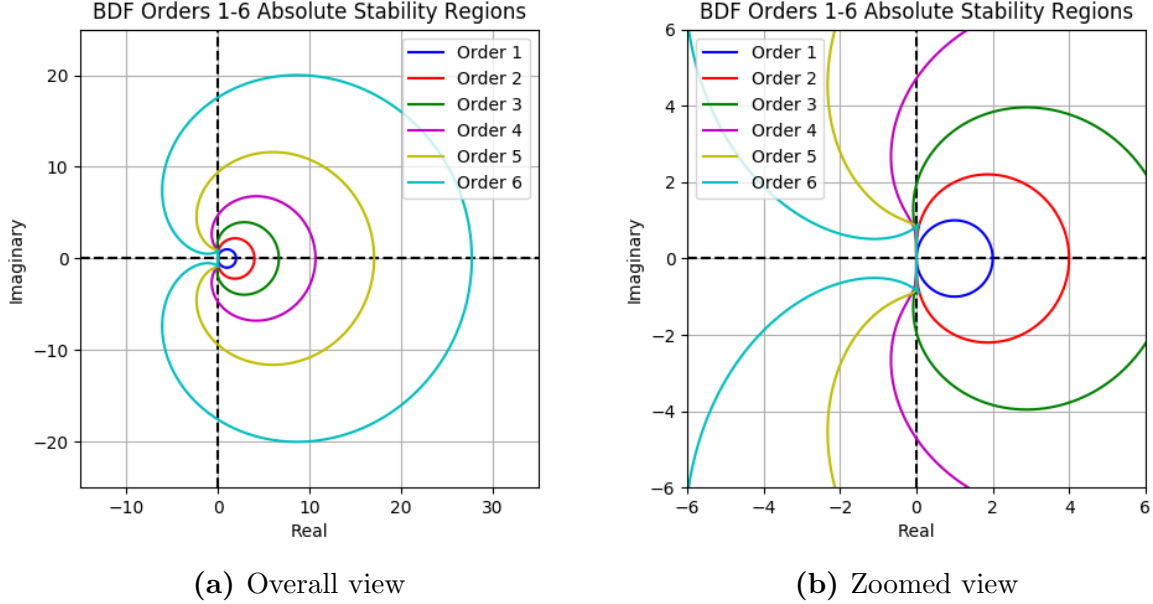 BDF Orders 1-6 Absolute Stability Regions
Order 1
Order 2
Order 3
Order 4
Order 5
Order 6
20
10
0
−10
−20
Imaginary
−10
0
10
20
30
Real
(a) Overall view
BDF Orders 1-6 Absolute Stability Regions
Order 1
Order 2
Order 3
Order 4
Order 5
Order 6
6
4
2
0
−2
−4
−6
Imaginary
−6
−4
−2
0
2
4
6
Real
(b) Zoomed view